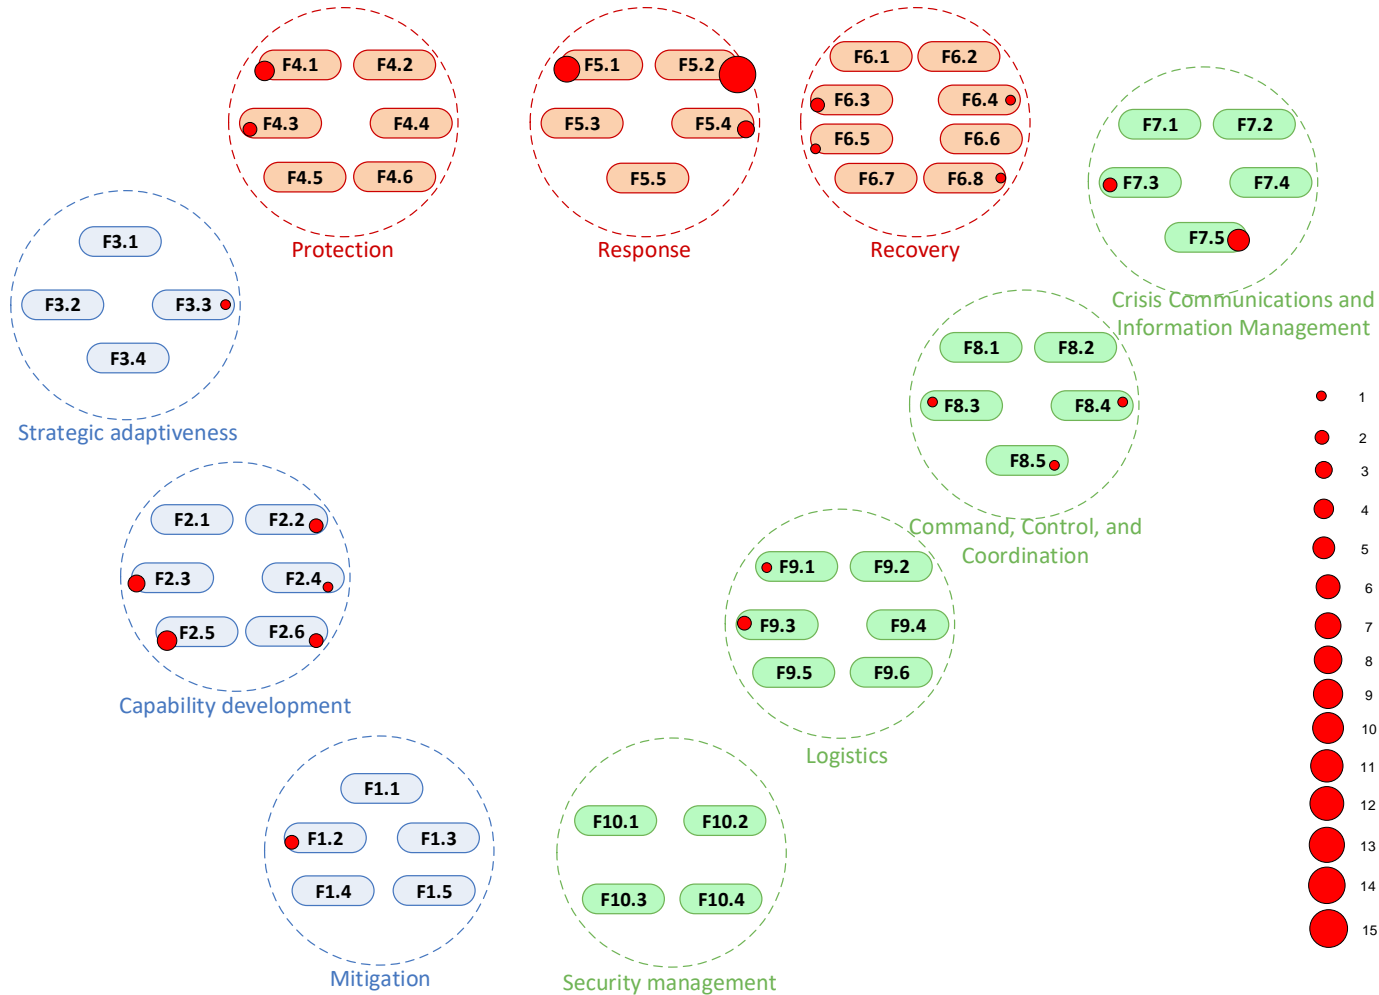 F4.1 F4.2
F4.3 F4.4
F4.5 F4.6
Protection
F5.1 F5.2
F5.3 F5.4
F5.5
Response
F6.1 F6.2
F6.3 F6.4
F6.5 F6.6
F6.7 F6.8
Recovery
F7.1 F7.2
F7.3 F7.4
F7.5
Crisis Communications and
Information Management
F3.1
F3.2 F3.3
F3.4
Strategic adaptiveness
F8.1 F8.2
F8.3 F8.4
F8.5
Command, Control, and
Coordination
F2.1 F2.2
F2.3 F2.4
F2.5 F2.6
Capability development
F9.1 F9.2
F9.3 F9.4
F9.5 F9.6
Logistics
F1.1
F1.2 F1.3
F1.4 F1.5
Mitigation
F10.1 F10.2
F10.3 F10.4
Security management
1
2
3
4
5
6
7
8
9
10
11
12
13
14
15